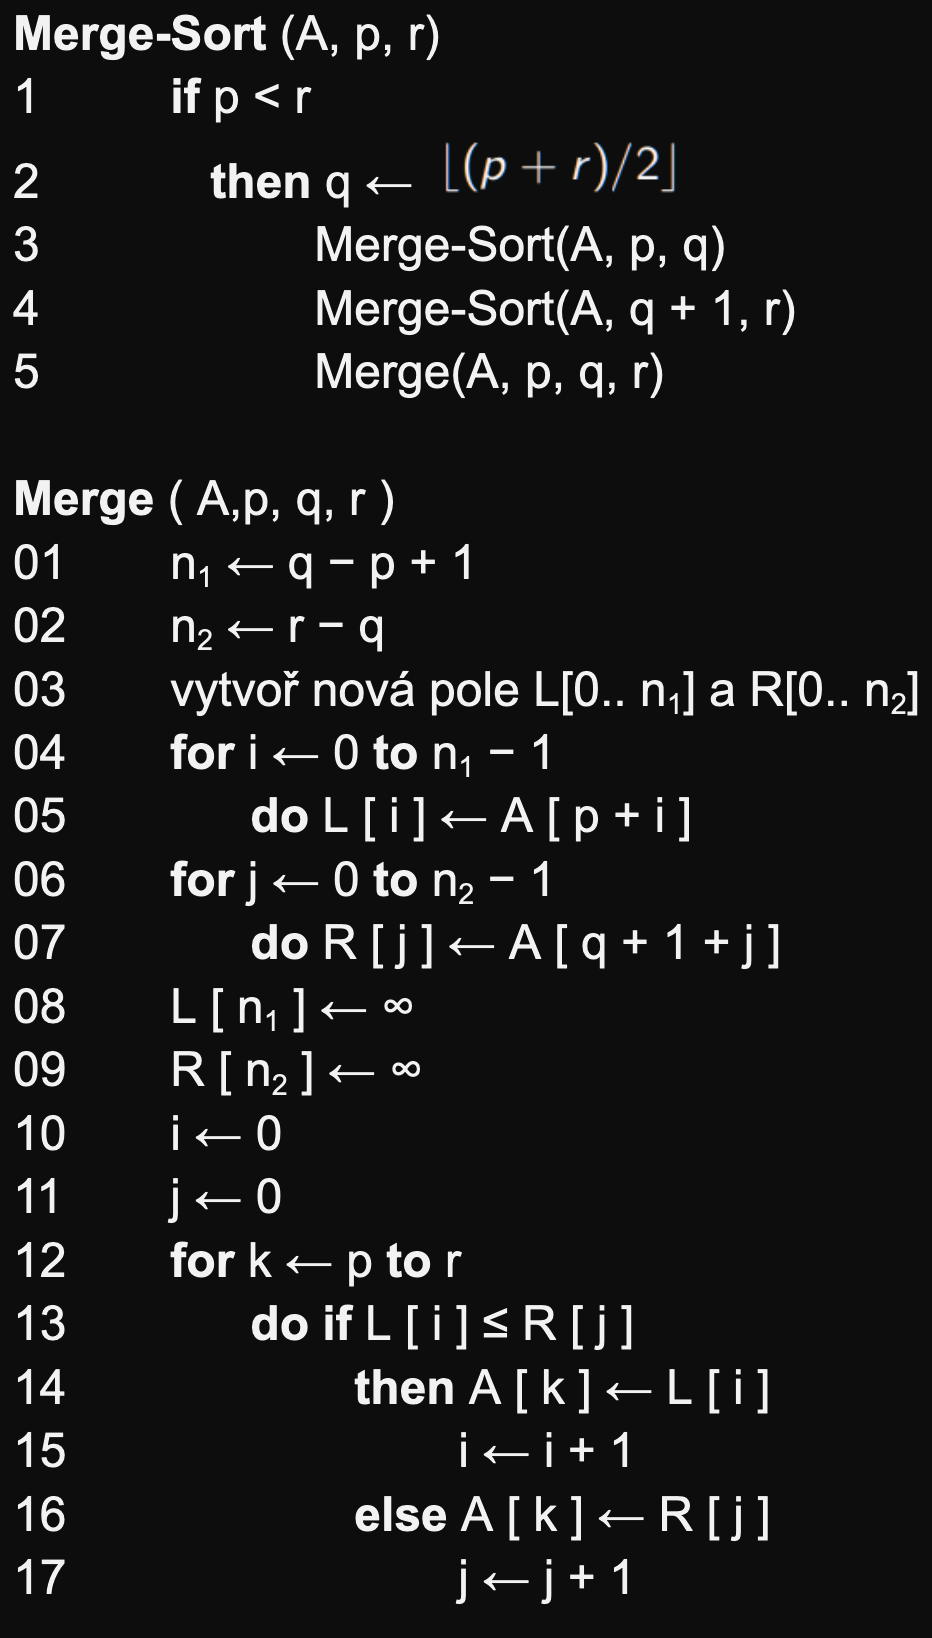 Merge-Sort (A, p, r)
1 if p < r
2 then q ← ⌊(p + r)/2⌋
3 Merge-Sort(A, p, q)
4 Merge-Sort(A, q + 1, r)
5 Merge(A, p, q, r)
Merge ( A,p, q, r )
01 n₁ ← q − p + 1
02 n₂ ← r − q
03 vytvoř nová pole L[0.. n₁] a R[0.. n₂]
04 for i ← 0 to n₁ − 1
05 do L [ i ] ← A [ p + i ]
06 for j ← 0 to n₂ − 1
07 do R [ j ] ← A [ q + 1 + j ]
08 L [ n₁ ] ← ∞
09 R [ n₂ ] ← ∞
10 i ← 0
11 j ← 0
12 for k ← p to r
13 do if L [ i ] ≤ R [ j ]
14 then A [ k ] ← L [ i ]
15 i ← i + 1
16 else A [ k ] ← R [ j ]
17 j ← j + 1